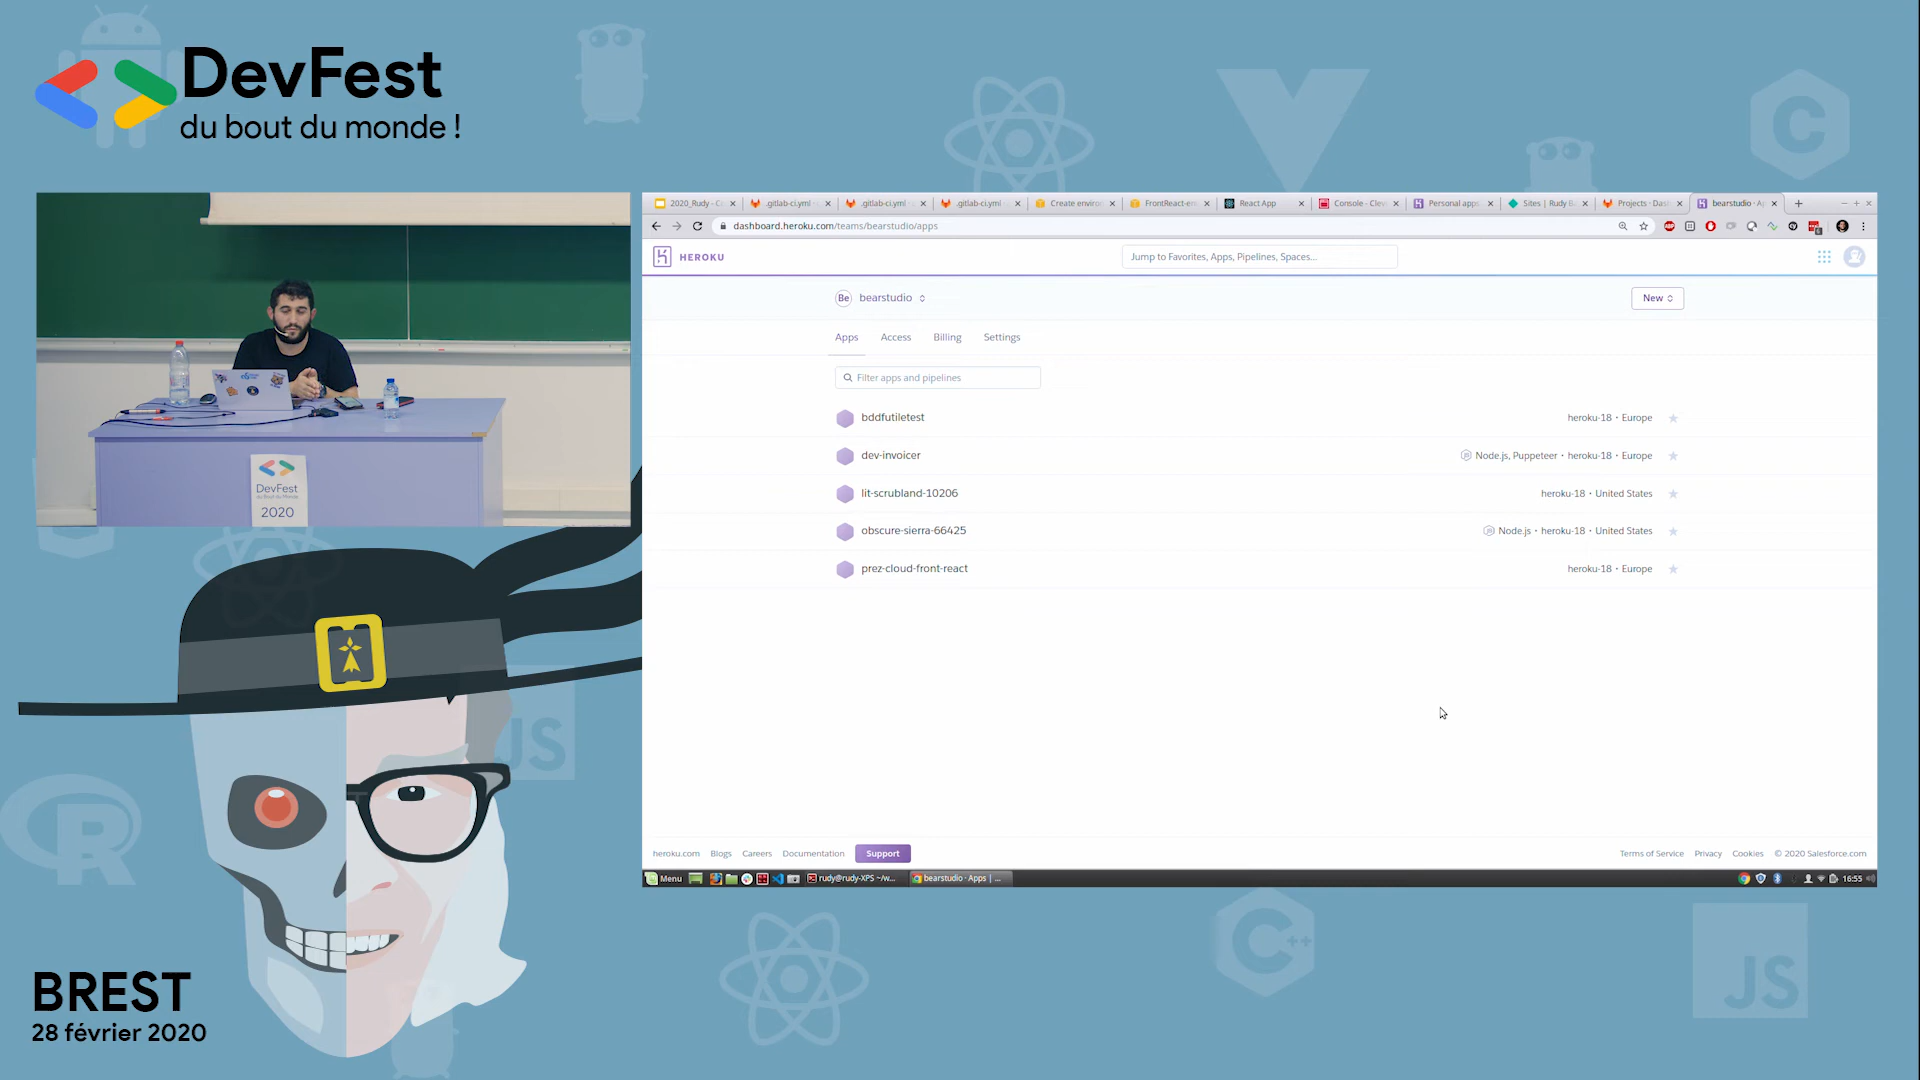 DevFest
du bout du monde !
2020_Rudy - C
.gitlab-ci.yml
.gitlab-ci.yml
.gitlab-ci.yml
Create environ
FrontReact-en
React App
Console - Clev
Personal apps
Sites | Rudy B
Projects · Dash
bearstudio · Ap
dashboard.heroku.com/teams/bearstudio/apps
HEROKU
Jump to Favorites, Apps, Pipelines, Spaces...
Be bearstudio
New
Apps Access Billing Settings
Filter apps and pipelines
bddfutiletest heroku-18 · Europe
dev-invoicer Node.js, Puppeteer · heroku-18 · Europe
lit-scrubland-10206 heroku-18 · United States
obscure-sierra-66425 Node.js · heroku-18 · United States
prez-cloud-front-react heroku-18 · Europe
heroku.com Blogs Careers Documentation Support
Terms of Service Privacy Cookies © 2020 Salesforce.com
Menu rudy@rudy-XPS ~/w... bearstudio · Apps | ... 16:55
DevFest
du Bout du Monde
2020
JS
R
C
C++
JS
BREST
28 février 2020